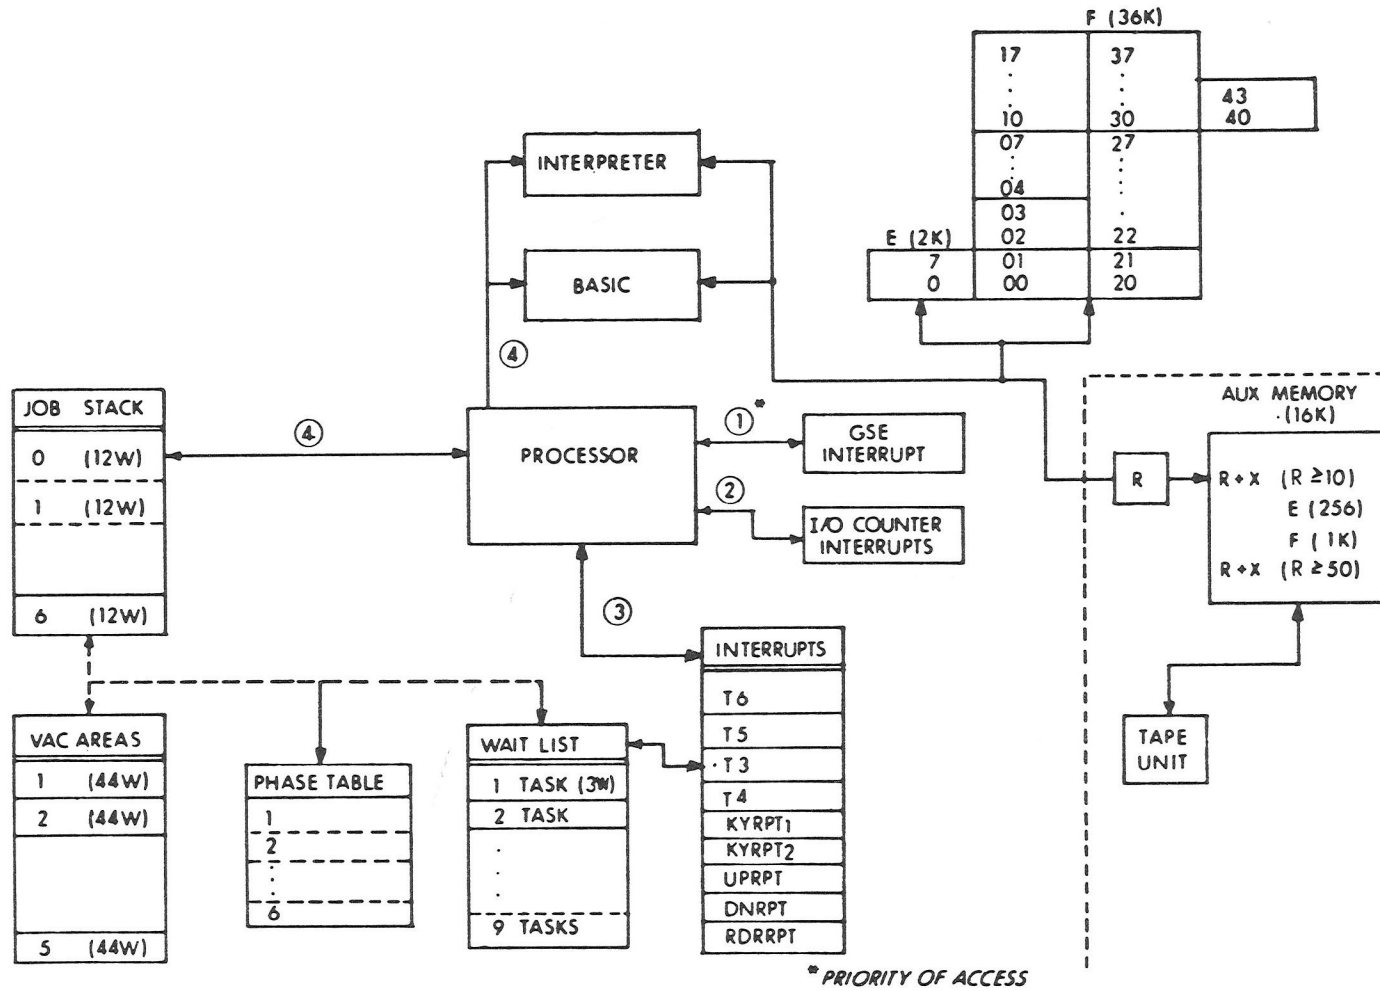 F (36K)
17 37
10 30
43
40
07 27
04
03
02 22
E (2K)
7 01 21
0 00 20
INTERPRETER
BASIC
④
JOB STACK
0 (12W)
1 (12W)
6 (12W)
④
PROCESSOR
① *
GSE
INTERRUPT
②
I/O COUNTER
INTERRUPTS
③
AUX MEMORY
(16K)
R
R+X (R ≥10)
E (256)
F (1K)
R+X (R ≥50)
TAPE
UNIT
INTERRUPTS
T6
T5
T3
T4
KYRPT1
KYRPT2
UPRPT
DNRPT
RDRRPT
VAC AREAS
1 (44W)
2 (44W)
5 (44W)
PHASE TABLE
1
2
6
WAIT LIST
1 TASK (3W)
2 TASK
9 TASKS
* PRIORITY OF ACCESS